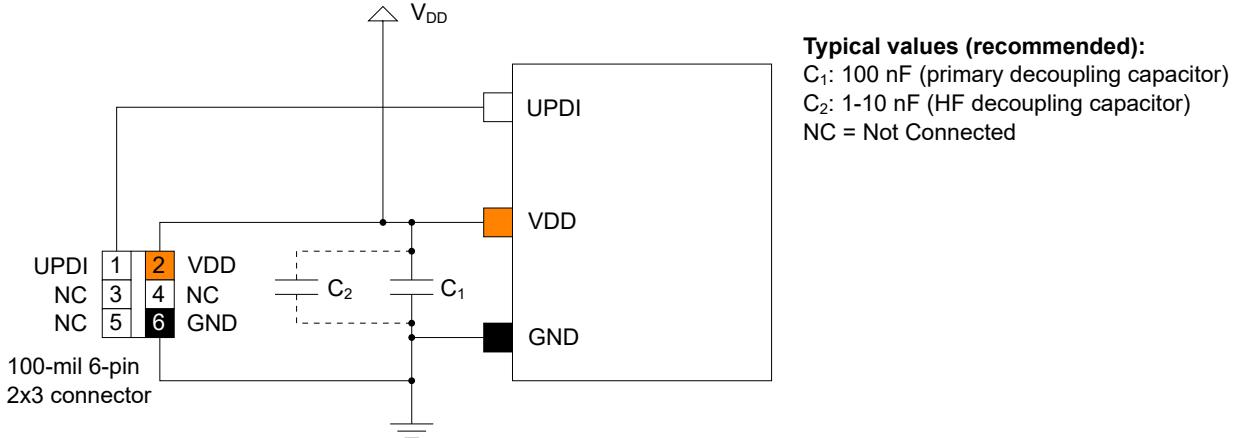 V_DD
Typical values (recommended):
C₁: 100 nF (primary decoupling capacitor)
C₂: 1-10 nF (HF decoupling capacitor)
NC = Not Connected
UPDI
VDD
UPDI 1 2 VDD
NC 3 4 NC
NC 5 6 GND
C₂
C₁
GND
100-mil 6-pin
2x3 connector